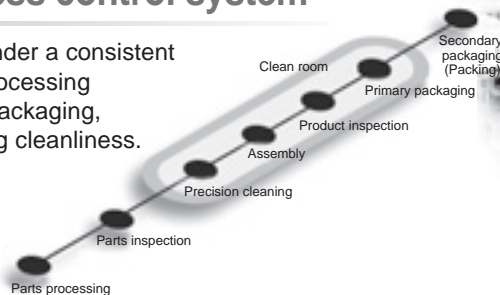 control system
nder a consistent
ocessing
ackaging,
g cleanliness.
Secondary
packaging
(Packing)
Clean room
Primary packaging
Product inspection
Assembly
Precision cleaning
Parts inspection
Parts processing